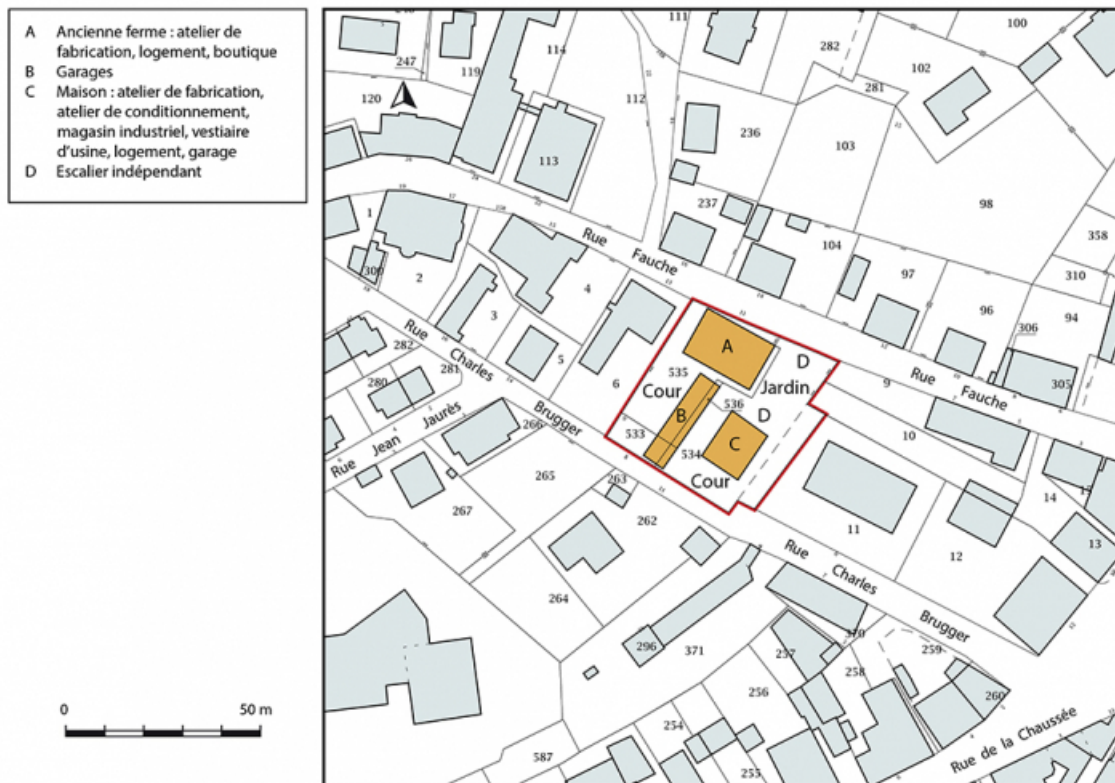 A Ancienne ferme : atelier de
fabrication, logement, boutique
B Garages
C Maison : atelier de fabrication,
atelier de conditionnement,
magasin industriel, vestiaire
d'usine, logement, garage
D Escalier indépendant
0 50 m
247
119
114
111
282
100
102
281
120
112
236
103
113
98
237
358
1
Rue Fauche
104
310
2
97
300
4
96
94
3
306
282
Rue Charles Brugger
5
A
D
305
281
6
535
Jardin
9
Rue Fauche
280
Cour
536
B
D
Rue Jean Jaurès
266
533
C
10
534
265
Cour
263
14
267
262
11
13
12
Rue Charles Brugger
264
296
371
370
257
259
258
256
260
254
587
255
Rue de la Chaussée